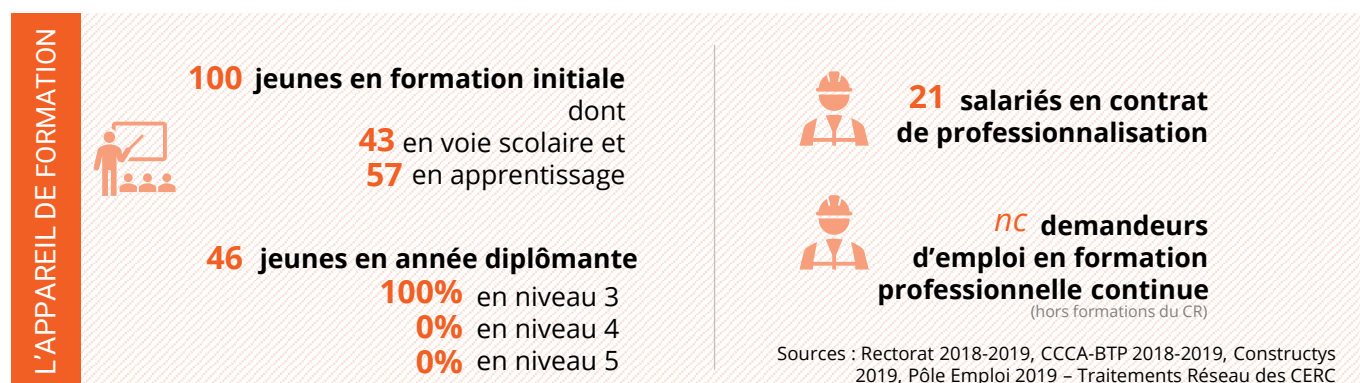 L'APPAREIL DE FORMATION
100 jeunes en formation initiale
dont
43 en voie scolaire et
57 en apprentissage
46 jeunes en année diplômante
100% en niveau 3
0% en niveau 4
0% en niveau 5
21 salariés en contrat
de professionnalisation
nc demandeurs
d’emploi en formation
professionnelle continue
(hors formations du CR)
Sources : Rectorat 2018-2019, CCCA-BTP 2018-2019, Constructys
2019, Pôle Emploi 2019 – Traitements Réseau des CERC